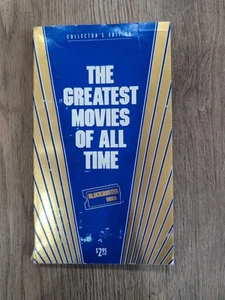 COLLECTOR'S EDITION
THE
GREATEST
MOVIES
OF ALL
TIME
BLOCKBUSTER
VIDEO
$2.95